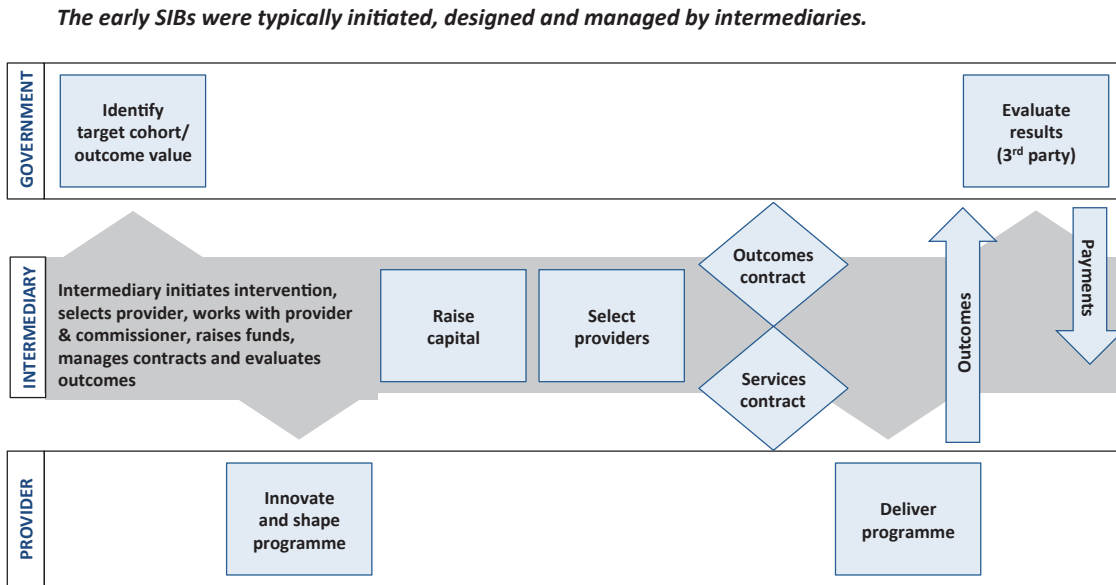 The early SIBs were typically initiated, designed and managed by intermediaries.
GOVERNMENT
Identify
target cohort/
outcome value
Evaluate
results
(3rd party)
INTERMEDIARY
Intermediary initiates intervention,
selects provider, works with provider
& commissioner, raises funds,
manages contracts and evaluates
outcomes
Raise
capital
Select
providers
Outcomes
contract
Services
contract
Outcomes
Payments
PROVIDER
Innovate
and shape
programme
Deliver
programme